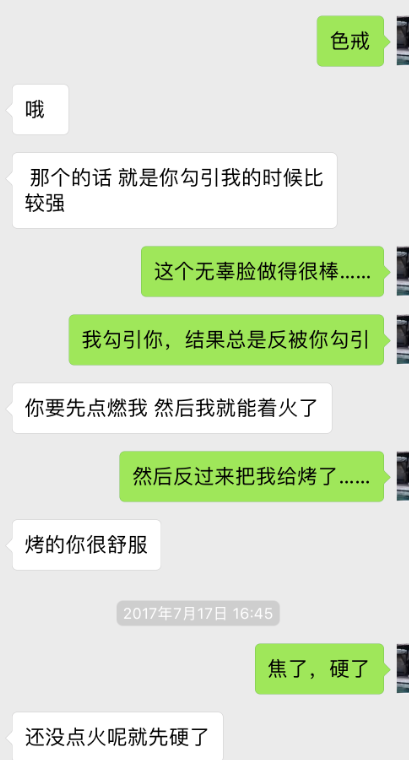 色戒
哦
那个的话 就是你勾引我的时候比
较强
这个无辜脸做得很棒……
我勾引你，结果总是反被你勾引
你要先点燃我 然后我就能着火了
然后反过来把我给烤了……
烤的你很舒服
2017年7月17日 16:45
焦了，硬了
还没点火呢就先硬了